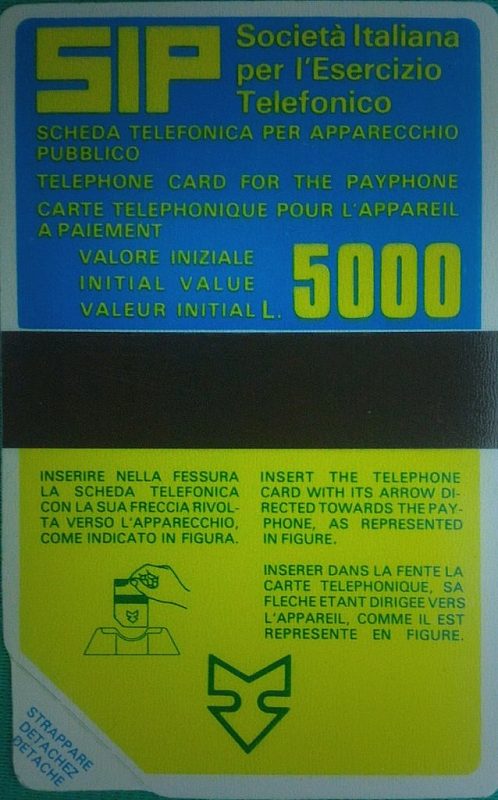 SIP
Società Italiana
per l'Esercizio
Telefonico
SCHEDA TELEFONICA PER APPARECCHIO
PUBBLICO
TELEPHONE CARD FOR THE PAYPHONE
CARTE TELEPHONIQUE POUR L'APPAREIL
A PAIEMENT
VALORE INIZIALE
INITIAL VALUE
VALEUR INITIAL L. 5000
INSERIRE NELLA FESSURA
LA SCHEDA TELEFONICA
CON LA SUA FRECCIA RIVOL-
TA VERSO L'APPARECCHIO,
COME INDICATO IN FIGURA.
INSERT THE TELEPHONE
CARD WITH ITS ARROW DI-
RECTED TOWARDS THE PAY-
PHONE, AS REPRESENTED
IN FIGURE.
INSERER DANS LA FENTE LA
CARTE TELEPHONIQUE, SA
FLECHE ETANT DIRIGEE VERS
L'APPAREIL, COMME IL EST
REPRESENTE EN FIGURE.
STRAPPARE
DETACHEZ
DETACHE